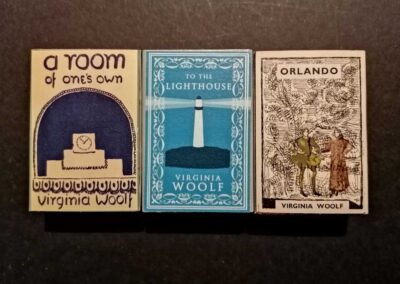 a room
of one's own
virginia Woolf
TO THE
LIGHTHOUSE
VIRGINIA
WOOLF
ORLANDO
VIRGINIA WOOLF